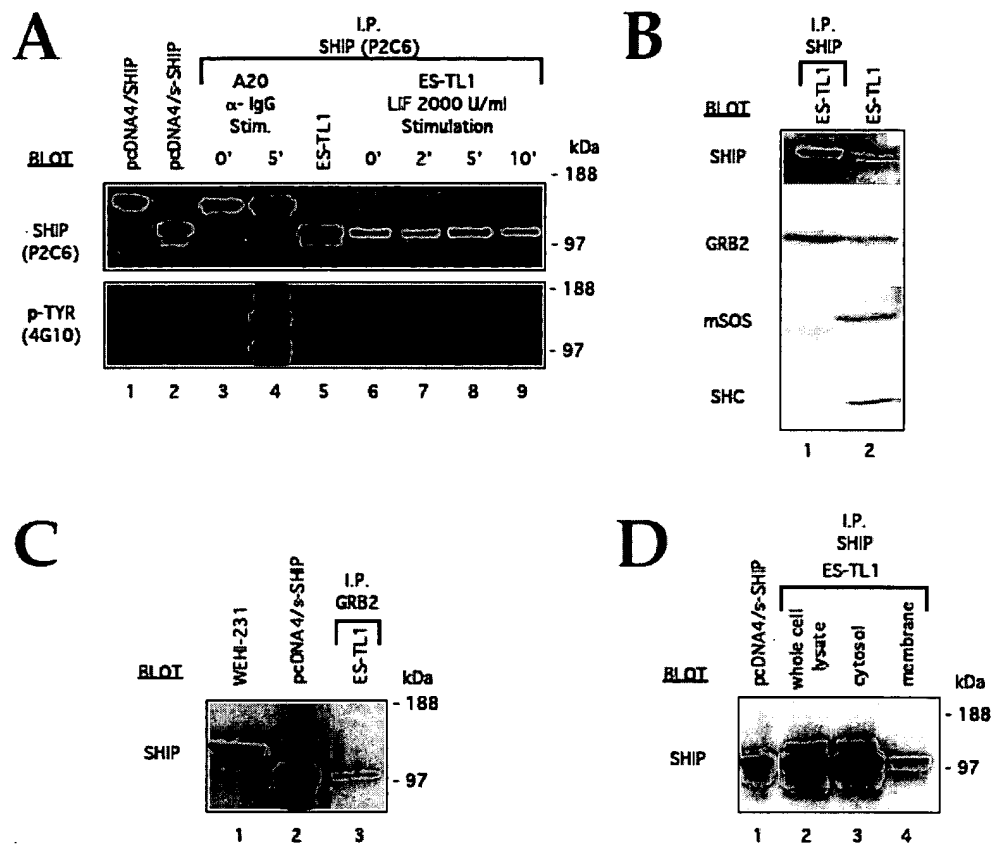 A
I.P.
SHIP (P2C6)
pcDNA4/SHIP
pcDNA4/s-SHIP
A20
α- IgG
Stim.
ES-TL1
ES-TL1
LIF 2000 U/ml
Stimulation
BLOT
0' 5' 0' 2' 5' 10'
kDa
- 188
SHIP
(P2C6)
- 97
p-TYR
(4G10)
- 188
- 97
1 2 3 4 5 6 7 8 9
B
I.P.
SHIP
ES-TL1
ES-TL1
BLOT
SHIP
GRB2
mSOS
SHC
1 2
C
WEHI-231
pcDNA4/s-SHIP
I.P.
GRB2
ES-TL1
BLOT
kDa
- 188
SHIP
- 97
1 2 3
D
I.P.
SHIP
ES-TL1
pcDNA4/s-SHIP
whole cell
lysate
cytosol
membrane
BLOT
kDa
- 188
SHIP
- 97
1 2 3 4